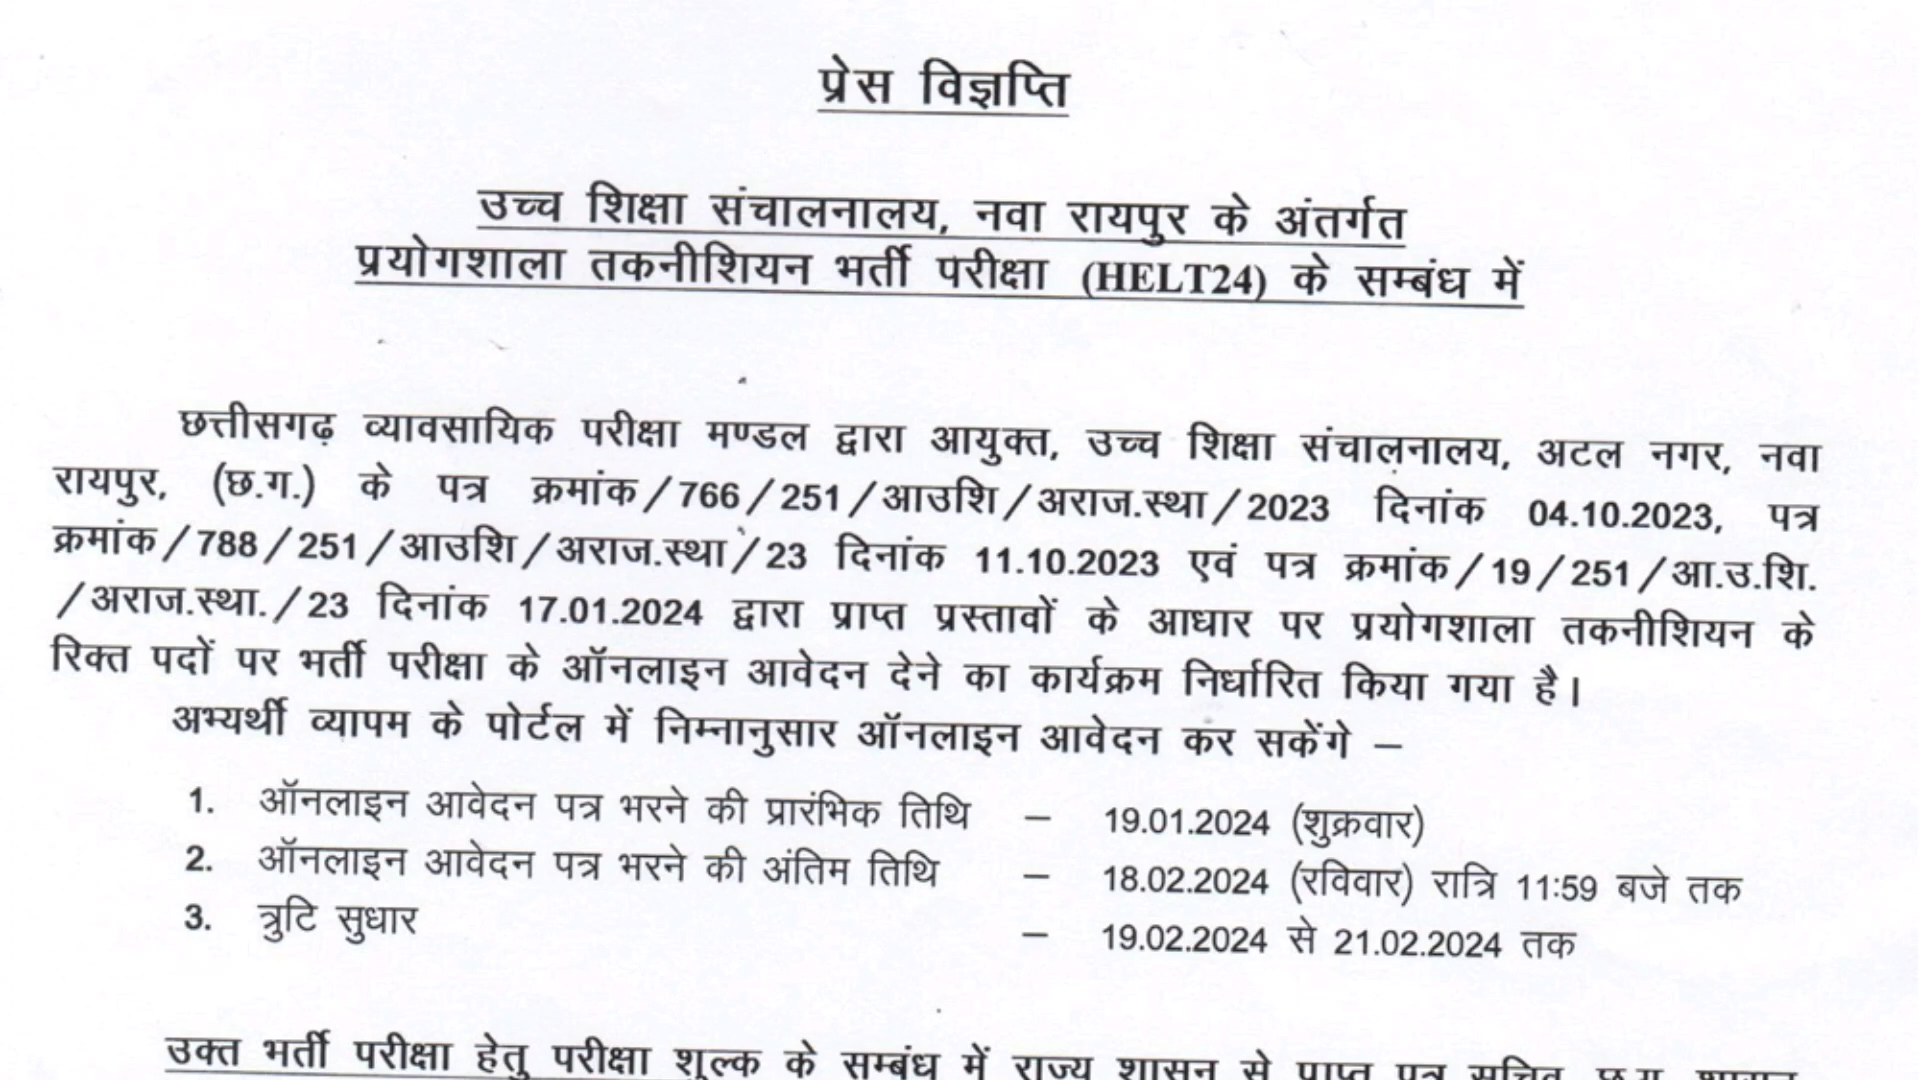 प्रेस विज्ञप्ति
उच्च शिक्षा संचालनालय, नवा रायपुर के अंतर्गत
प्रयोगशाला तकनीशियन भर्ती परीक्षा (HELT24) के सम्बंध में
छत्तीसगढ़ व्यावसायिक परीक्षा मण्डल द्वारा आयुक्त, उच्च शिक्षा संचालनालय, अटल नगर, नवा
रायपुर, (छ.ग.) के पत्र क्रमांक/766/251/आउशि/अराज.स्था/2023 दिनांक 04.10.2023, पत्र
क्रमांक/788/251/आउशि/अराज.स्था/23 दिनांक 11.10.2023 एवं पत्र क्रमांक/19/251/आ.उ.शि.
/अराज.स्था./23 दिनांक 17.01.2024 द्वारा प्राप्त प्रस्तावों के आधार पर प्रयोगशाला तकनीशियन के
रिक्त पदों पर भर्ती परीक्षा के ऑनलाइन आवेदन देने का कार्यक्रम निर्धारित किया गया है।
अभ्यर्थी व्यापम के पोर्टल में निम्नानुसार ऑनलाइन आवेदन कर सकेंगे –
1. ऑनलाइन आवेदन पत्र भरने की प्रारंभिक तिथि – 19.01.2024 (शुक्रवार)
2. ऑनलाइन आवेदन पत्र भरने की अंतिम तिथि – 18.02.2024 (रविवार) रात्रि 11:59 बजे तक
3. त्रुटि सुधार – 19.02.2024 से 21.02.2024 तक
उक्त भर्ती परीक्षा हेतु परीक्षा शुल्क के सम्बंध में राज्य शासन से प्राप्त पत्र सचिव छ.ग. शासन